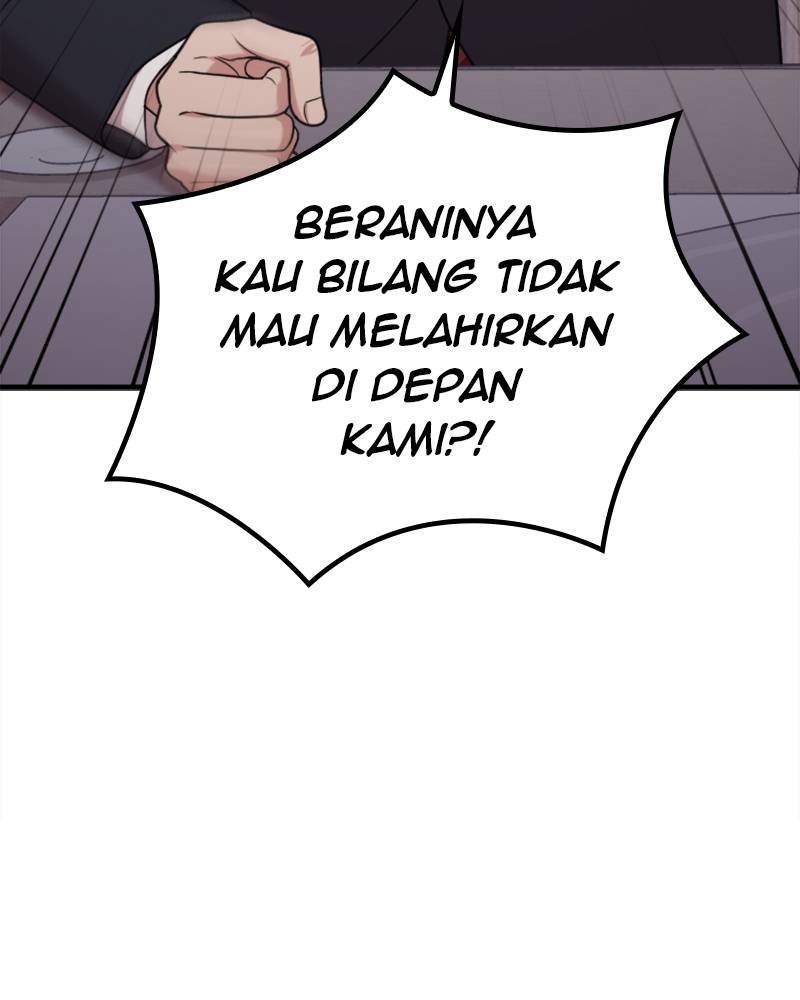 BERANINYA
KAU BILANG TIDAK
MAU MELAHIRKAN
DI DEPAN
KAMI?!